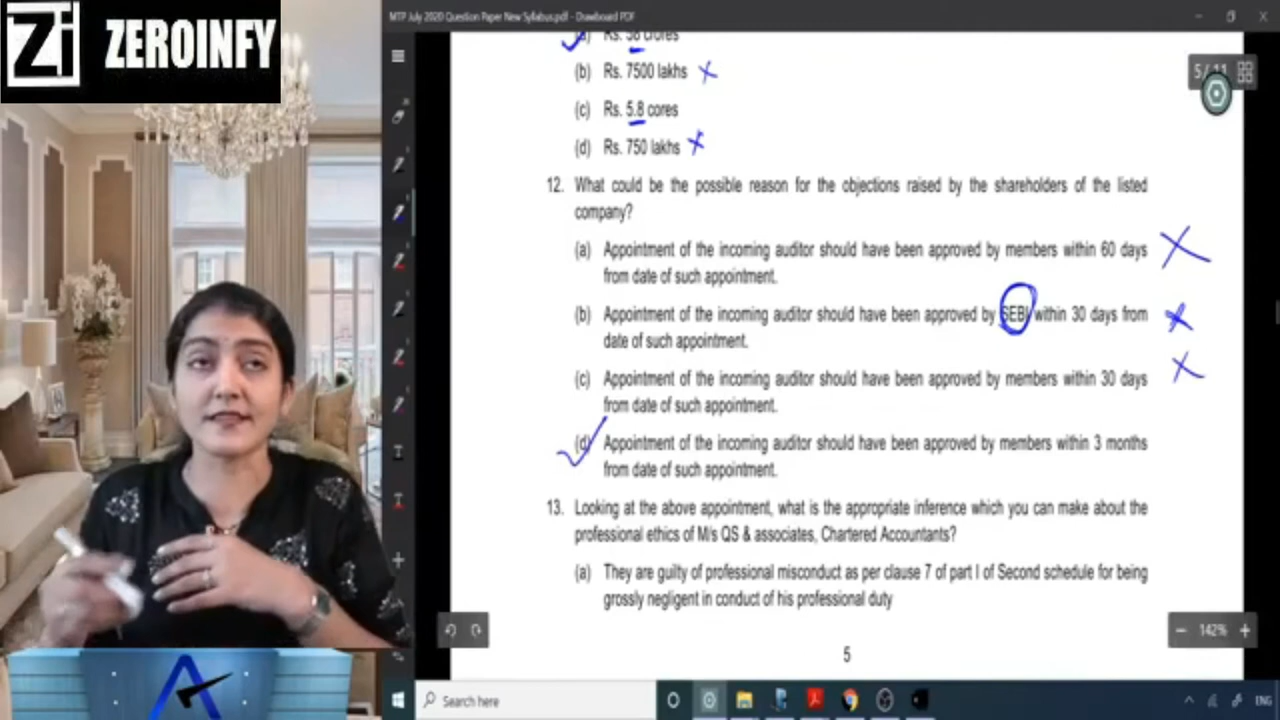 Zi ZEROINFY
MTP July 2020 Question Paper New Syllabus.pdf - Drawboard PDF
5 / 11
Rs. 58 crores
(b) Rs. 7500 lakhs
(c) Rs. 5.8 cores
(d) Rs. 750 lakhs
12. What could be the possible reason for the objections raised by the shareholders of the listed
company?
(a) Appointment of the incoming auditor should have been approved by members within 60 days
from date of such appointment.
(b) Appointment of the incoming auditor should have been approved by SEBI within 30 days from
date of such appointment.
(c) Appointment of the incoming auditor should have been approved by members within 30 days
from date of such appointment.
(d) Appointment of the incoming auditor should have been approved by members within 3 months
from date of such appointment.
13. Looking at the above appointment, what is the appropriate inference which you can make about the
professional ethics of M/s QS & associates, Chartered Accountants?
(a) They are guilty of professional misconduct as per clause 7 of part I of Second schedule for being
grossly negligent in conduct of his professional duty
142%
5
Search here
ENG